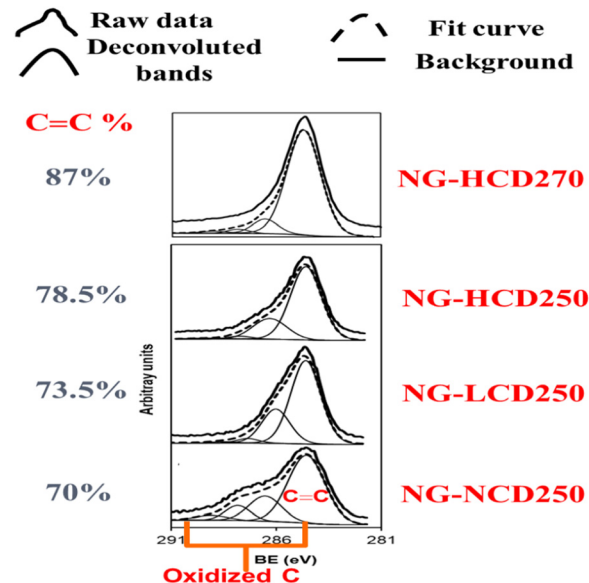 Raw data
Deconvoluted
bands
Fit curve
Background
C=C %
87%
NG-HCD270
78.5%
NG-HCD250
73.5%
NG-LCD250
70%
NG-NCD250
Arbitray units
C=C
291
286
281
BE (eV)
Oxidized C